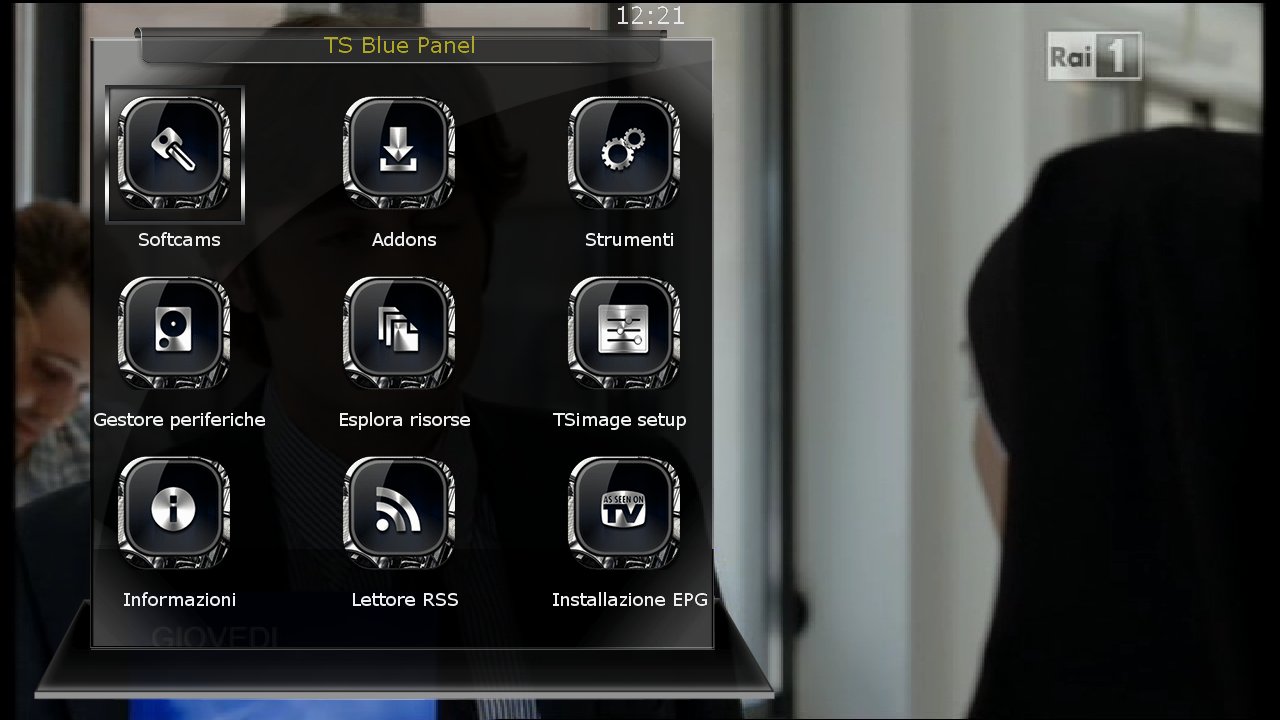 12:21
TS Blue Panel
Rai 1
Softcams
Addons
Strumenti
Gestore periferiche
Esplora risorse
TSimage setup
AS SEEN ON
TV
Informazioni
Lettore RSS
Installazione EPG
GIOVEDI